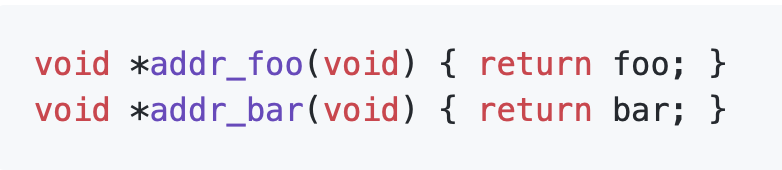 void *addr_foo(void) { return foo; }
void *addr_bar(void) { return bar; }